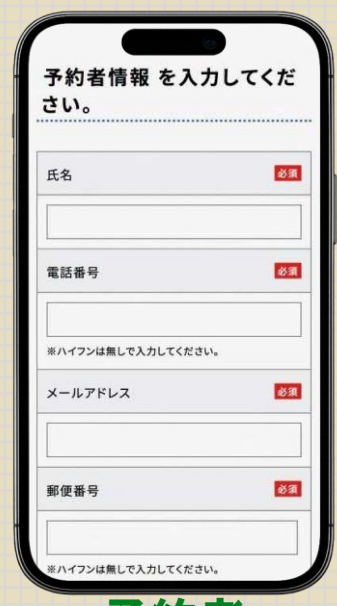 予約者情報 を入力してくだ
さい。
氏名 必須
電話番号 必須
※ハイフンは無しで入力してください。
メールアドレス 必須
郵便番号 必須
※ハイフンは無しで入力してください。
予約者